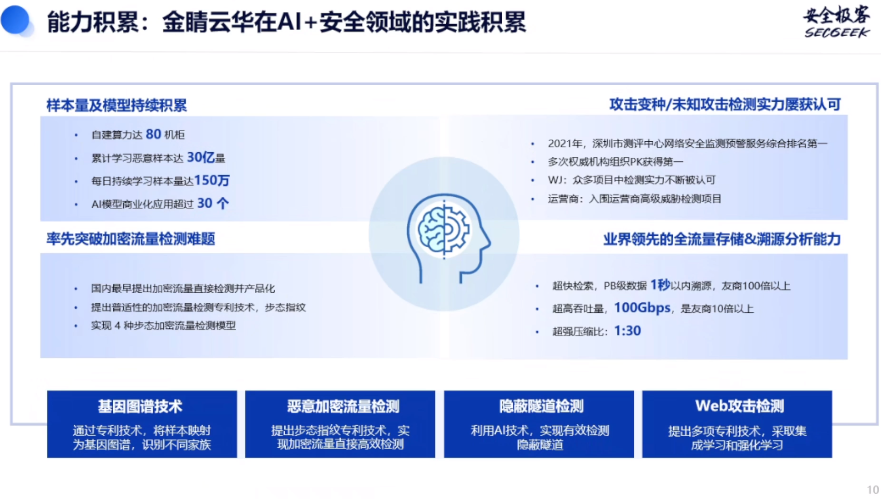 能力积累：金睛云华在AI+安全领域的实践积累
安全极客
SECGEEK
样本量及模型持续积累
• 自建算力达 80 机柜
• 累计学习恶意样本达 30亿量
• 每日持续学习样本量达150万
• AI模型商业化应用超过 30 个
攻击变种/未知攻击检测实力屡获认可
• 2021年，深圳市测评中心网络安全监测预警服务综合排名第一
• 多次权威机构组织PK获得第一
• WJ：众多项目中检测实力不断被认可
• 运营商：入围运营商高级威胁检测项目
率先突破加密流量检测难题
• 国内最早提出加密流量直接检测并产品化
• 提出普适性的加密流量检测专利技术，步态指纹
• 实现 4 种步态加密流量检测模型
业界领先的全流量存储&溯源分析能力
• 超快检索，PB级数据 1秒以内溯源，友商100倍以上
• 超高吞吐量，100Gbps，是友商10倍以上
• 超强压缩比：1:30
基因图谱技术
通过专利技术，将样本映射
为基因图谱，识别不同家族
恶意加密流量检测
提出步态指纹专利技术，实
现加密流量直接高效检测
隐蔽隧道检测
利用AI技术，实现有效检测
隐蔽隧道
Web攻击检测
提出多项专利技术，采取集
成学习和强化学习
10